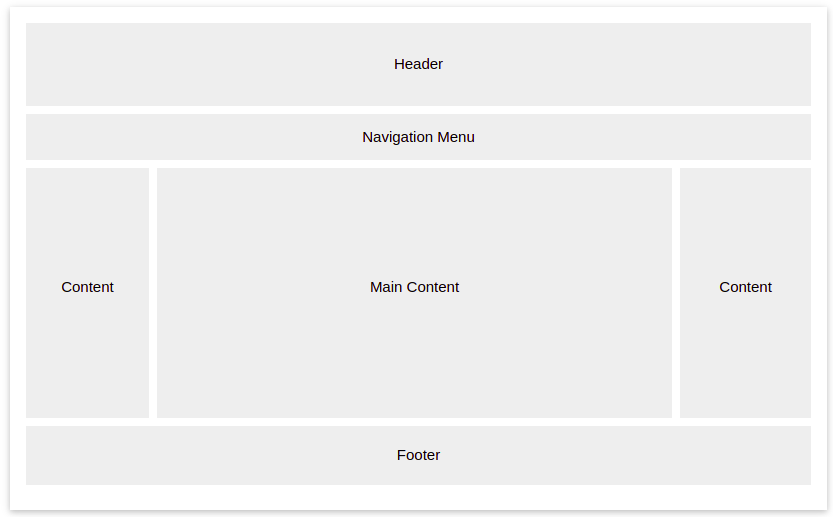 Header
Navigation Menu
Content
Main Content
Content
Footer